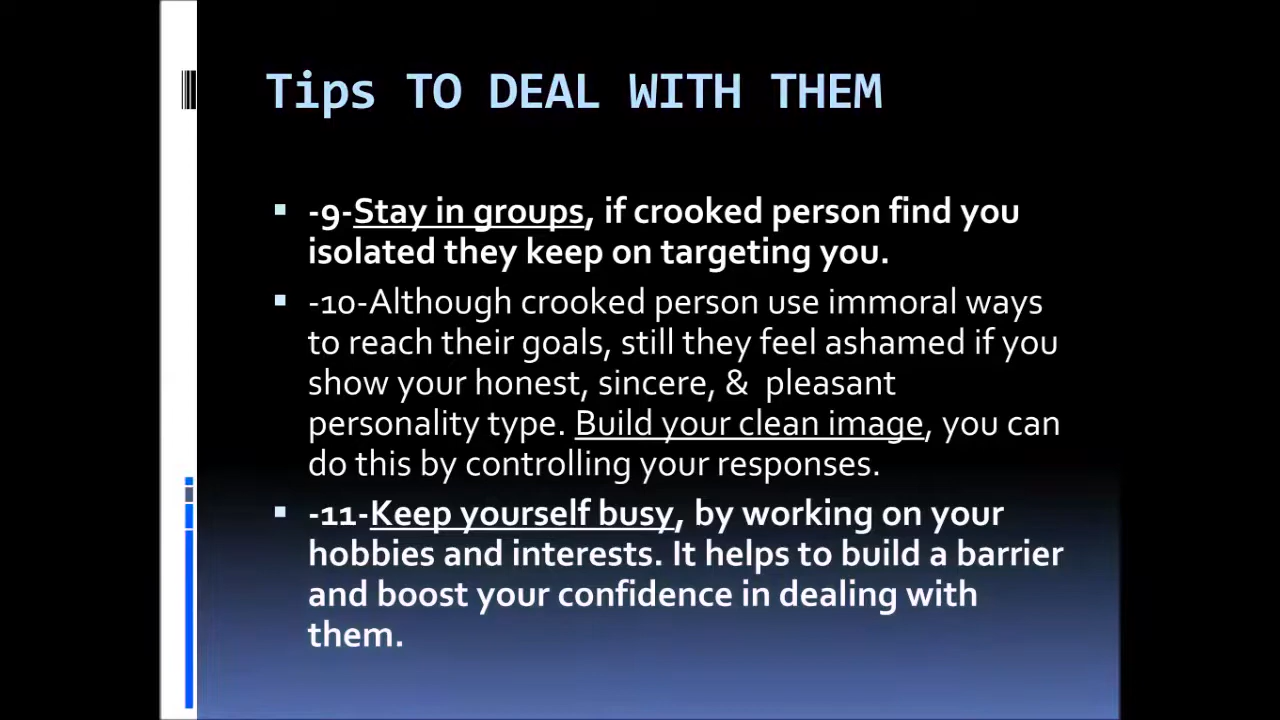 Tips TO DEAL WITH THEM
-9-Stay in groups, if crooked person find you
isolated they keep on targeting you.
-10-Although crooked person use immoral ways
to reach their goals, still they feel ashamed if you
show your honest, sincere, &  pleasant
personality type. Build your clean image, you can
do this by controlling your responses.
-11-Keep yourself busy, by working on your
hobbies and interests. It helps to build a barrier
and boost your confidence in dealing with
them.